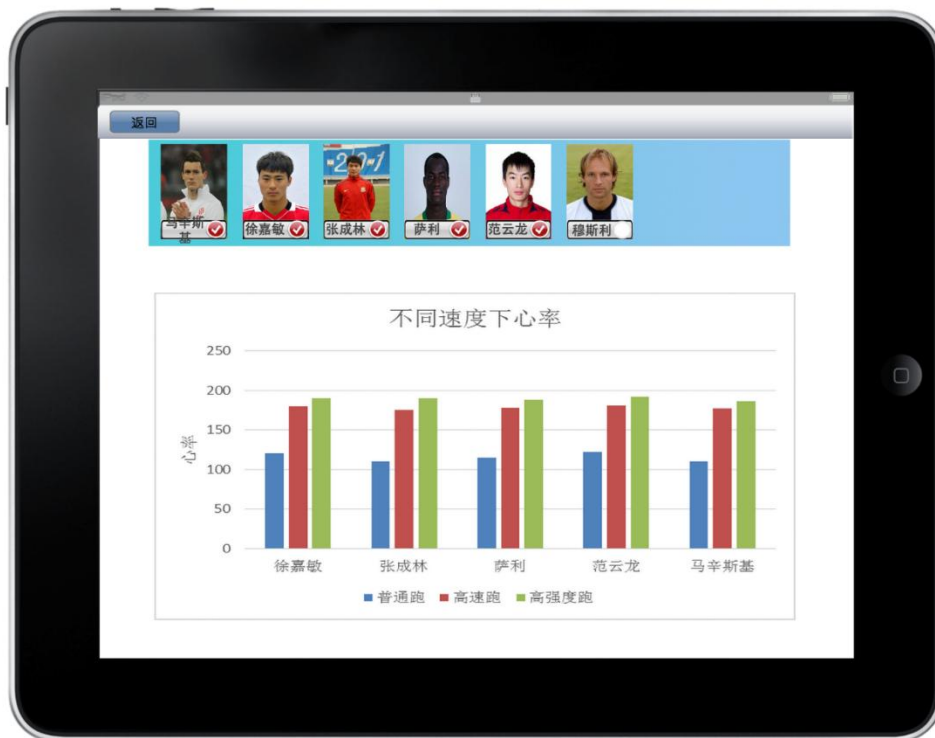 返回
-2 0-1
马辛斯
基
徐嘉敏
张成林
萨利
范云龙
穆斯利
不同速度下心率
250
200
150
100
50
0
心率
徐嘉敏
张成林
萨利
范云龙
马辛斯基
普通跑
高速跑
高强度跑